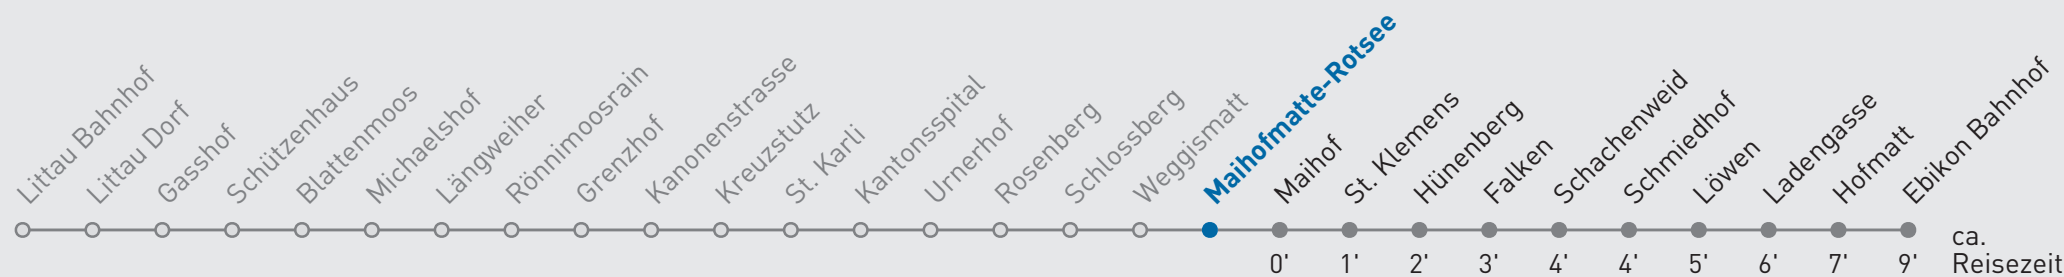 Littau Bahnhof
Littau Dorf
Gasshof
Schützenhaus
Blattenmoos
Michaelshof
Längweiher
Rönnimoosrain
Grenzhof
Kanonenstrasse
Kreuzstutz
St. Karli
Kantonsspital
Urnerhof
Rosenberg
Schlossberg
Weggismatt
Maihofmatte-Rotsee
Maihof
St. Klemens
Hünenberg
Falken
Schachenweid
Schmiedhof
Löwen
Ladengasse
Hofmatt
Ebikon Bahnhof
ca.
0' 1' 2' 3' 4' 4' 5' 6' 7' 9' Reisezeit